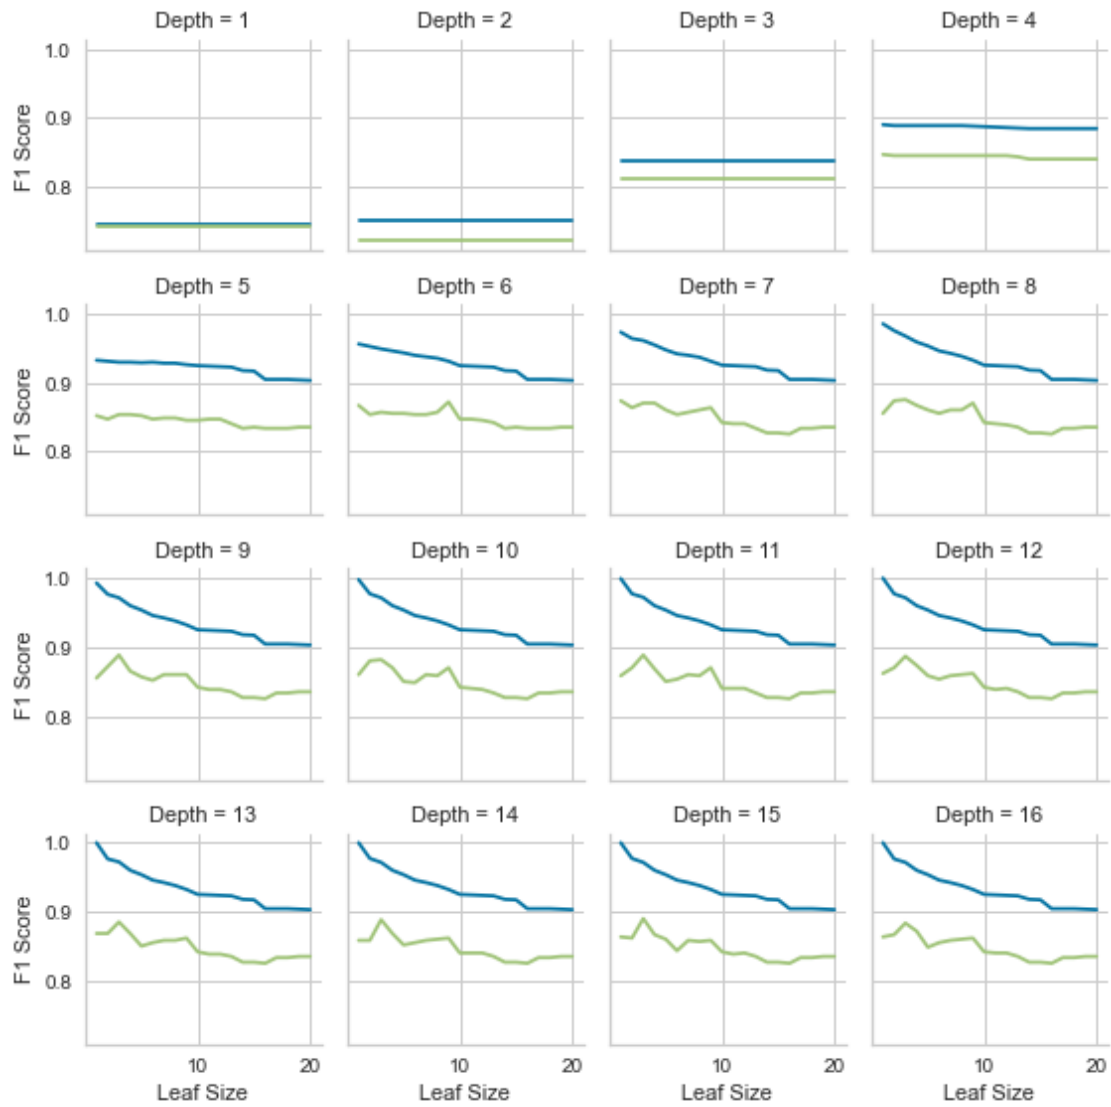 Depth = 1
Depth = 2
Depth = 3
Depth = 4
1.0
0.9
0.8
F1 Score
Depth = 5
Depth = 6
Depth = 7
Depth = 8
1.0
0.9
0.8
F1 Score
Depth = 9
Depth = 10
Depth = 11
Depth = 12
1.0
0.9
0.8
F1 Score
Depth = 13
Depth = 14
Depth = 15
Depth = 16
1.0
0.9
0.8
F1 Score
10
20
10
20
10
20
10
20
Leaf Size
Leaf Size
Leaf Size
Leaf Size